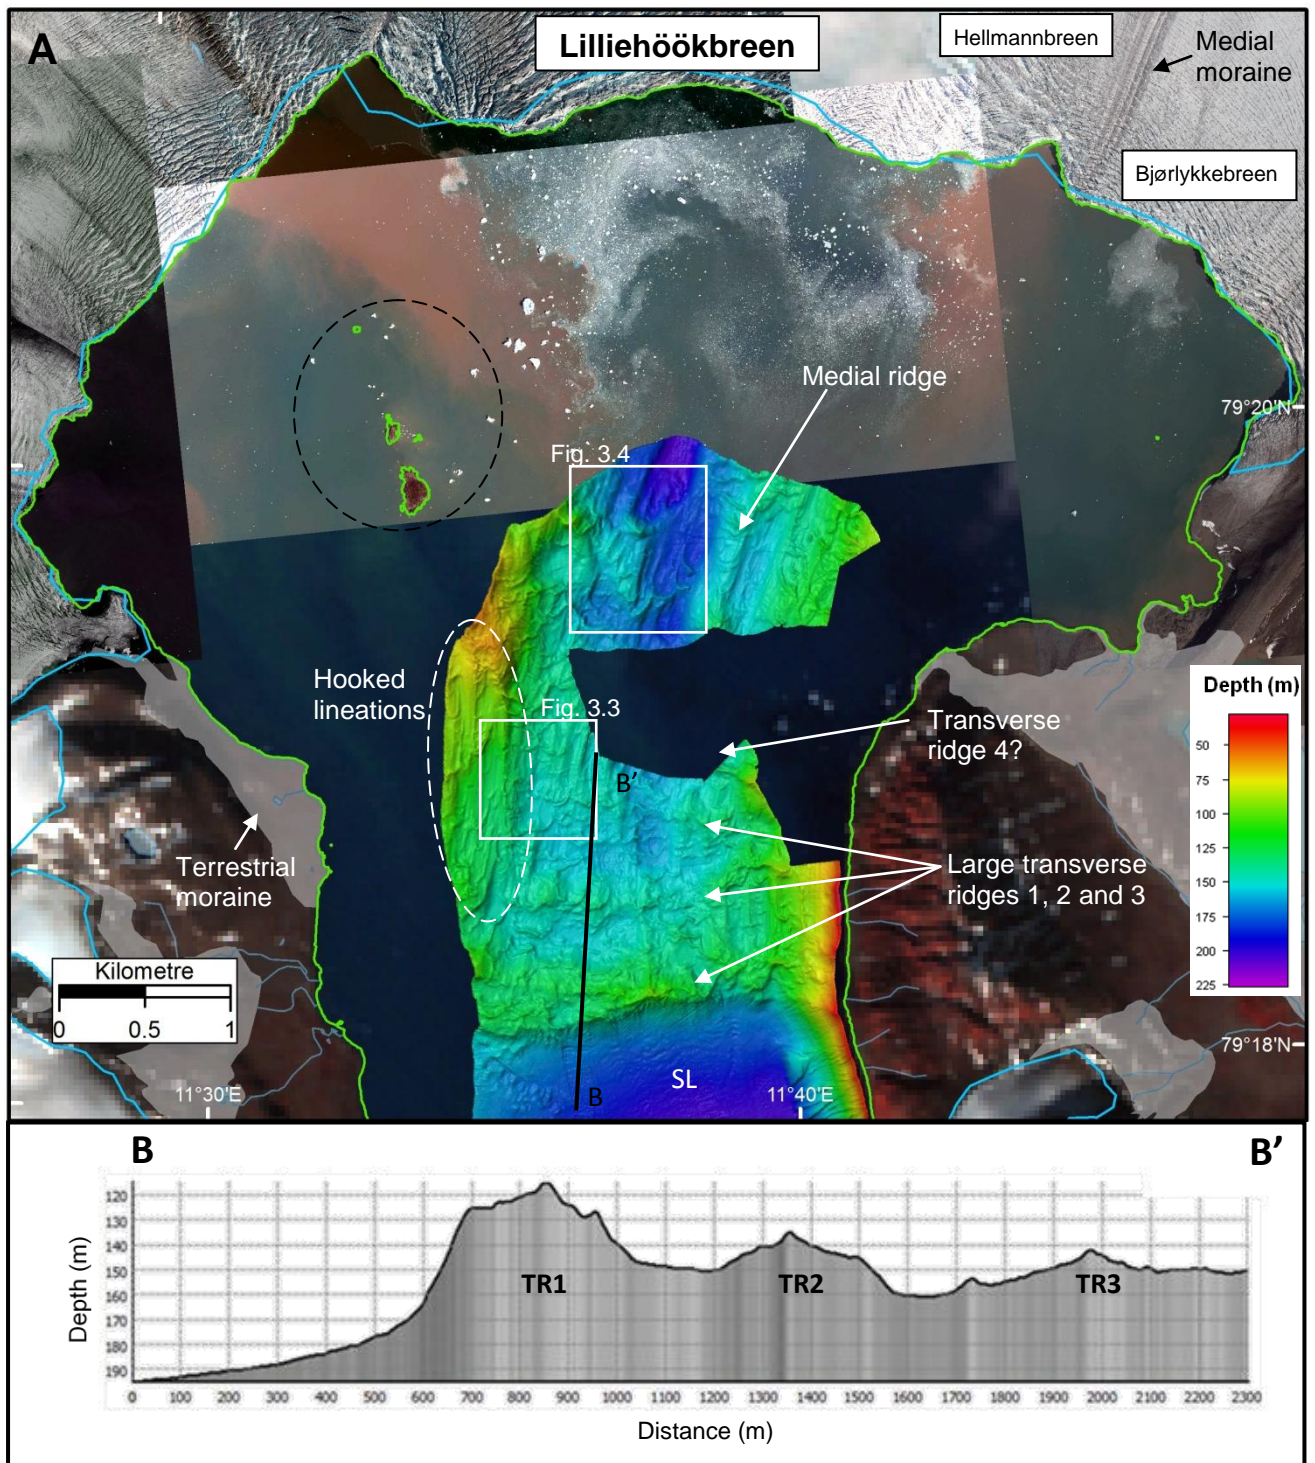 A
Lilliehöökbreen
Hellmannbreen
Medial
moraine
Bjørlykkebreen
Medial ridge
79°20'N
Fig. 3.4
Hooked
lineations
Fig. 3.3
Depth (m)
50
75
100
125
150
175
200
225
Transverse
ridge 4?
B’
Terrestrial
moraine
Large transverse
ridges 1, 2 and 3
Kilometre
0
0.5
1
79°18'N
SL
11°30'E
B
11°40'E
B
B’
Depth (m)
120
130
140
150
160
170
180
190
TR1
TR2
TR3
0 100 200 300 400 500 600 700 800 900 1000 1100 1200 1300 1400 1500 1600 1700 1800 1900 2000 2100 2200 2300
Distance (m)